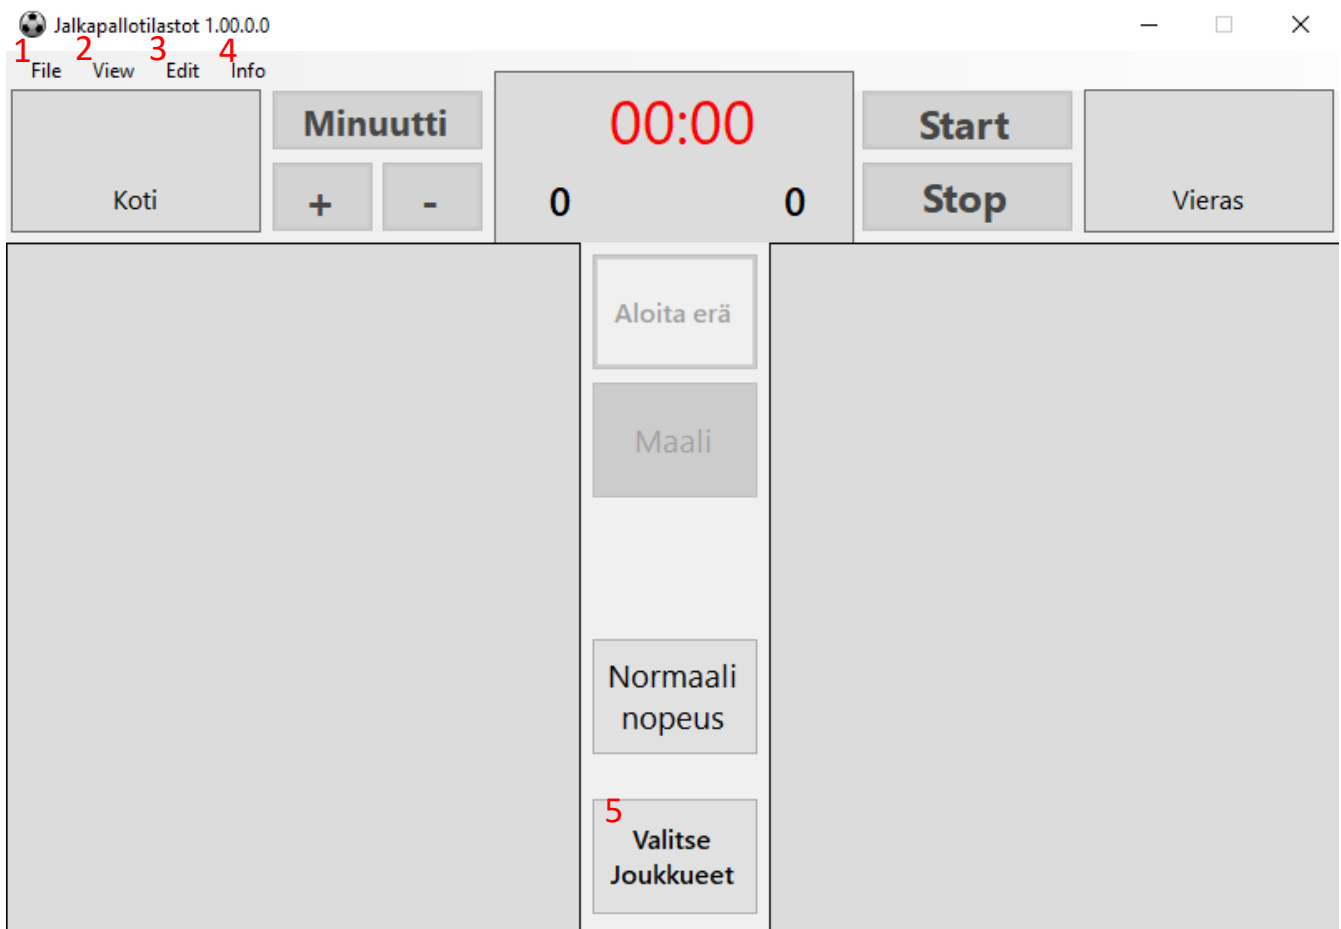 Jalkapallotilastot 1.00.0.0
1 2 3 4
File View Edit Info
Minuutti
00:00
Start
Koti
+ -
0 0
Stop
Vieras
Aloita erä
Maali
Normaali
nopeus
5
Valitse
Joukkueet